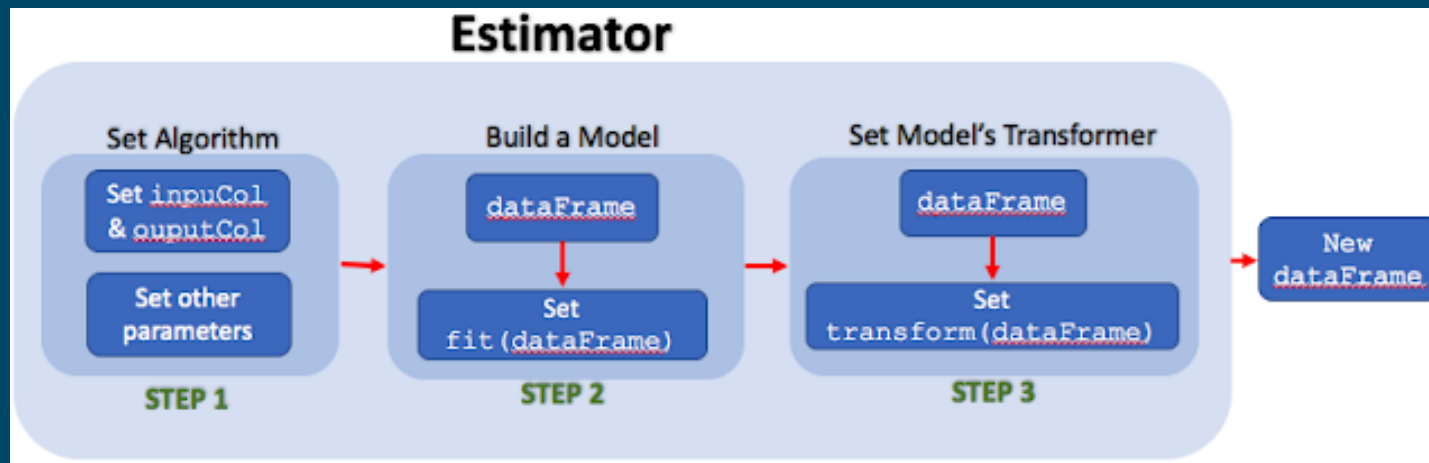 Estimator
Set Algorithm
Set inpuCol
& ouputCol
Set other
parameters
STEP 1
Build a Model
dataFrame
Set
fit(dataFrame)
STEP 2
Set Model's Transformer
dataFrame
Set
transform(dataFrame)
STEP 3
New
dataFrame